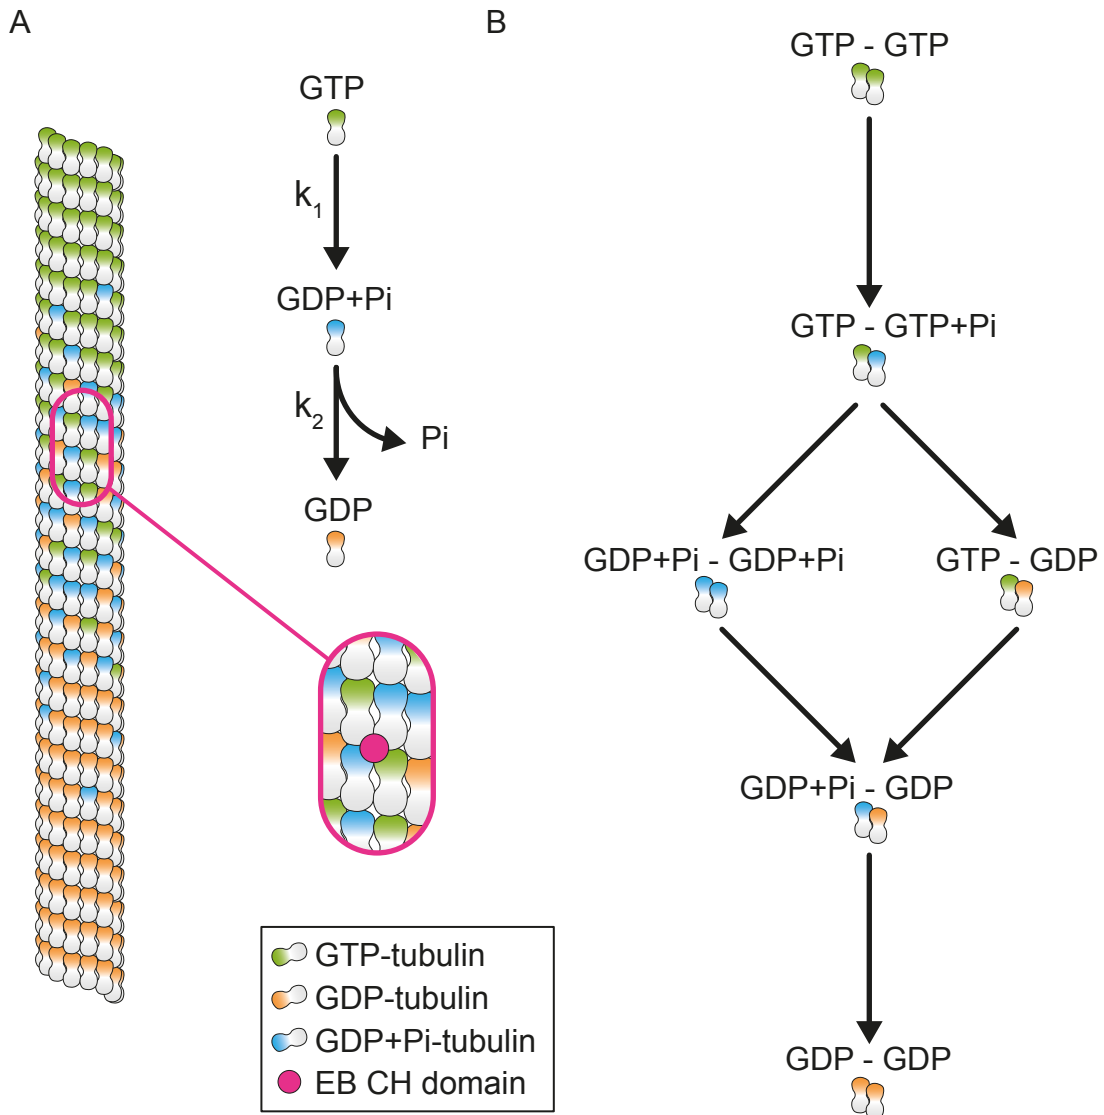 A
GTP
k1
GDP+Pi
k2
Pi
GDP
GTP-tubulin
GDP-tubulin
GDP+Pi-tubulin
EB CH domain
B
GTP - GTP
GTP - GTP+Pi
GDP+Pi - GDP+Pi
GTP - GDP
GDP+Pi - GDP
GDP - GDP